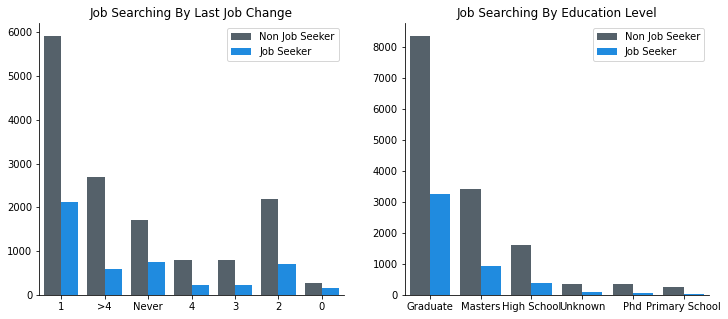 Job Searching By Last Job Change
Non Job Seeker
Job Seeker
6000
5000
4000
3000
2000
1000
0
1 >4 Never 4 3 2 0
Job Searching By Education Level
Non Job Seeker
Job Seeker
8000
7000
6000
5000
4000
3000
2000
1000
0
Graduate Masters High School Unknown Phd Primary School